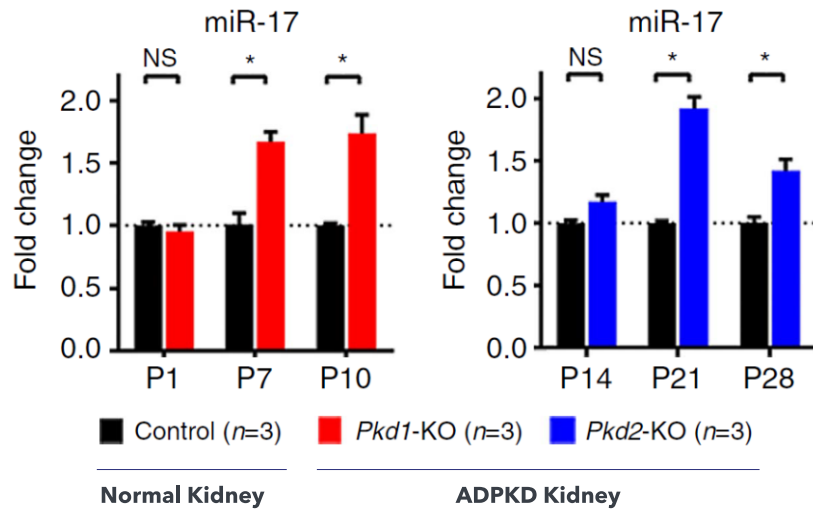 miR-17
NS * *
Fold change
2.0
1.5
1.0
0.5
0.0
P1 P7 P10
miR-17
NS * *
Fold change
2.0
1.5
1.0
0.5
0.0
P14 P21 P28
Control (n=3) Pkd1-KO (n=3) Pkd2-KO (n=3)
Normal Kidney ADPKD Kidney